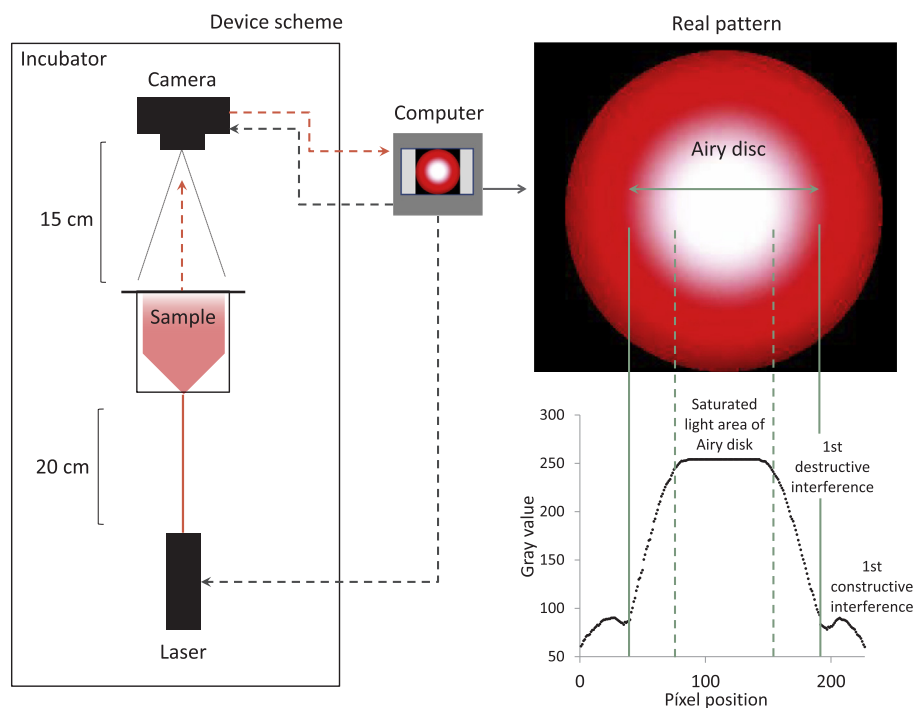 Device scheme
Incubator
Camera
15 cm
Sample
20 cm
Laser
Computer
Real pattern
Airy disc
300
250
200
150
100
50
Gray value
Saturated
light area of
Airy disk
1st
destructive
interference
1st
constructive
interference
0
100
200
Píxel position